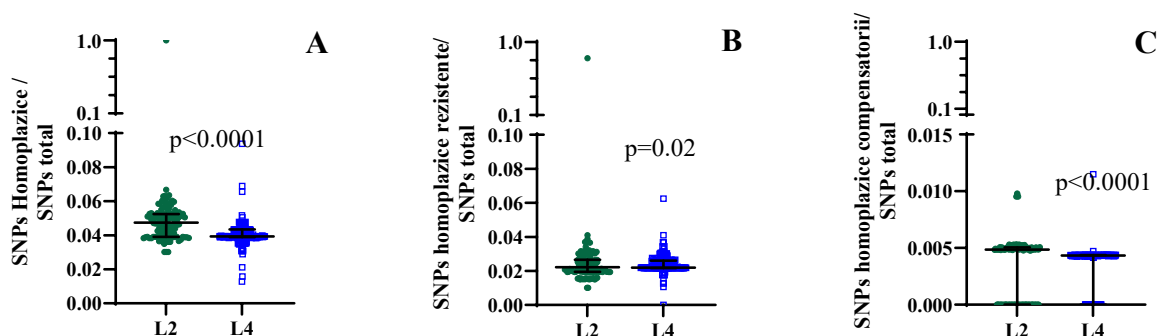 A
SNPs Homoplazice /
SNPs total
1.0
0.1
0.10
0.08
0.06
0.04
0.02
0.00
p<0.0001
L2
L4
B
SNPs homoplazice rezistente/
SNPs total
1.0
0.1
0.10
0.08
0.06
0.04
0.02
0.00
p=0.02
L2
L4
C
SNPs homoplazice compensatorii/
SNPs total
1.0
0.1
0.015
0.010
0.005
0.000
p<0.0001
L2
L4